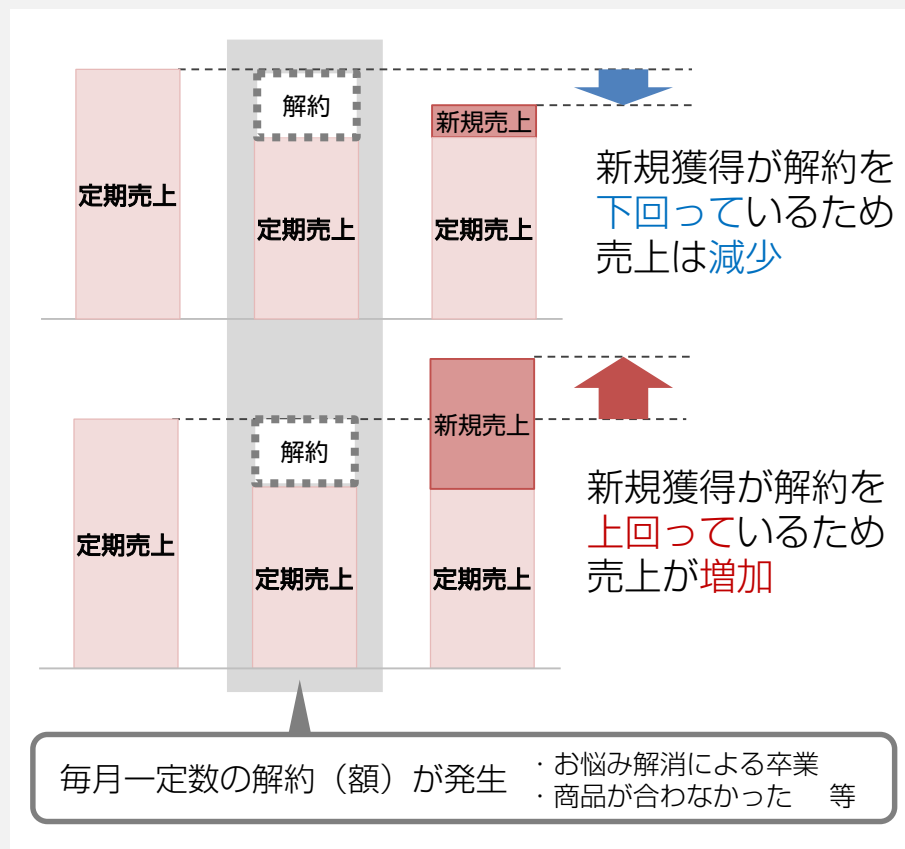 解約
新規売上
定期売上
定期売上
定期売上
新規獲得が解約を
下回っているため
売上は減少
解約
新規売上
定期売上
定期売上
定期売上
新規獲得が解約を
上回っているため
売上が増加
毎月一定数の解約（額）が発生
・お悩み解消による卒業
・商品が合わなかった　等